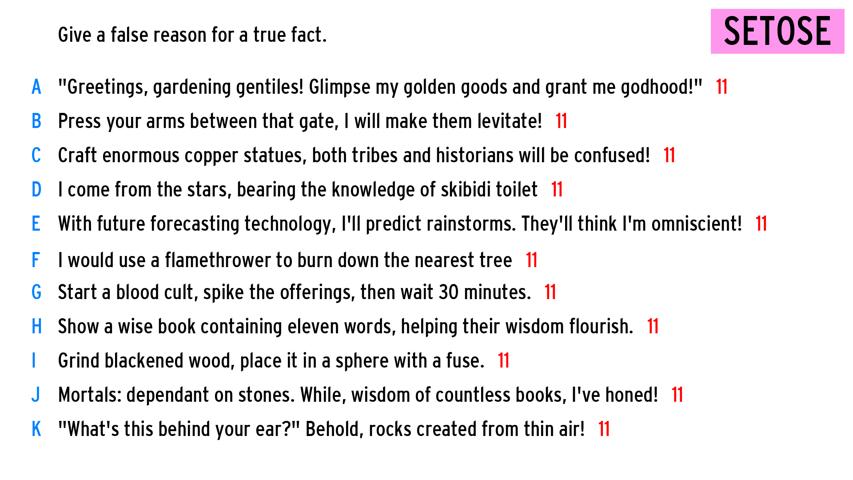 Give a false reason for a true fact.
SETOSE
A "Greetings, gardening gentiles! Glimpse my golden goods and grant me godhood!" 11
B Press your arms between that gate, I will make them levitate! 11
C Craft enormous copper statues, both tribes and historians will be confused! 11
D I come from the stars, bearing the knowledge of skibidi toilet 11
E With future forecasting technology, I'll predict rainstorms. They'll think I'm omniscient! 11
F I would use a flamethrower to burn down the nearest tree 11
G Start a blood cult, spike the offerings, then wait 30 minutes. 11
H Show a wise book containing eleven words, helping their wisdom flourish. 11
I Grind blackened wood, place it in a sphere with a fuse. 11
J Mortals: dependant on stones. While, wisdom of countless books, I've honed! 11
K "What's this behind your ear?" Behold, rocks created from thin air! 11